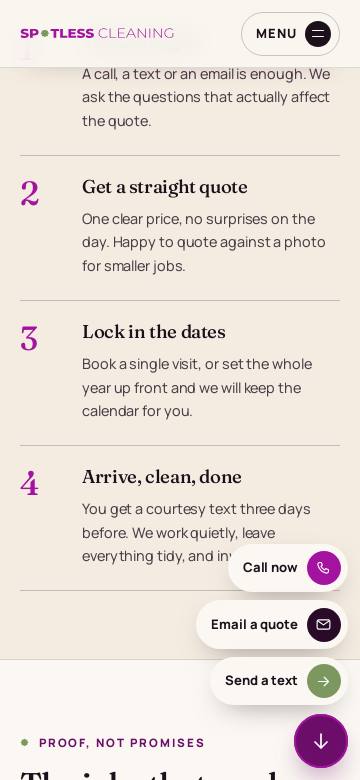 SP TLESS CLEANING
MENU
A call, a text or an email is enough. We
ask the questions that actually affect
the quote.
2
Get a straight quote
One clear price, no surprises on the
day. Happy to quote against a photo
for smaller jobs.
3
Lock in the dates
Book a single visit, or set the whole
year up front and we will keep the
calendar for you.
4
Arrive, clean, done
You get a courtesy text three days
before. We work quietly, leave
everything tidy, and
Call now
Email a quote
Send a text
PROOF, NOT PROMISES